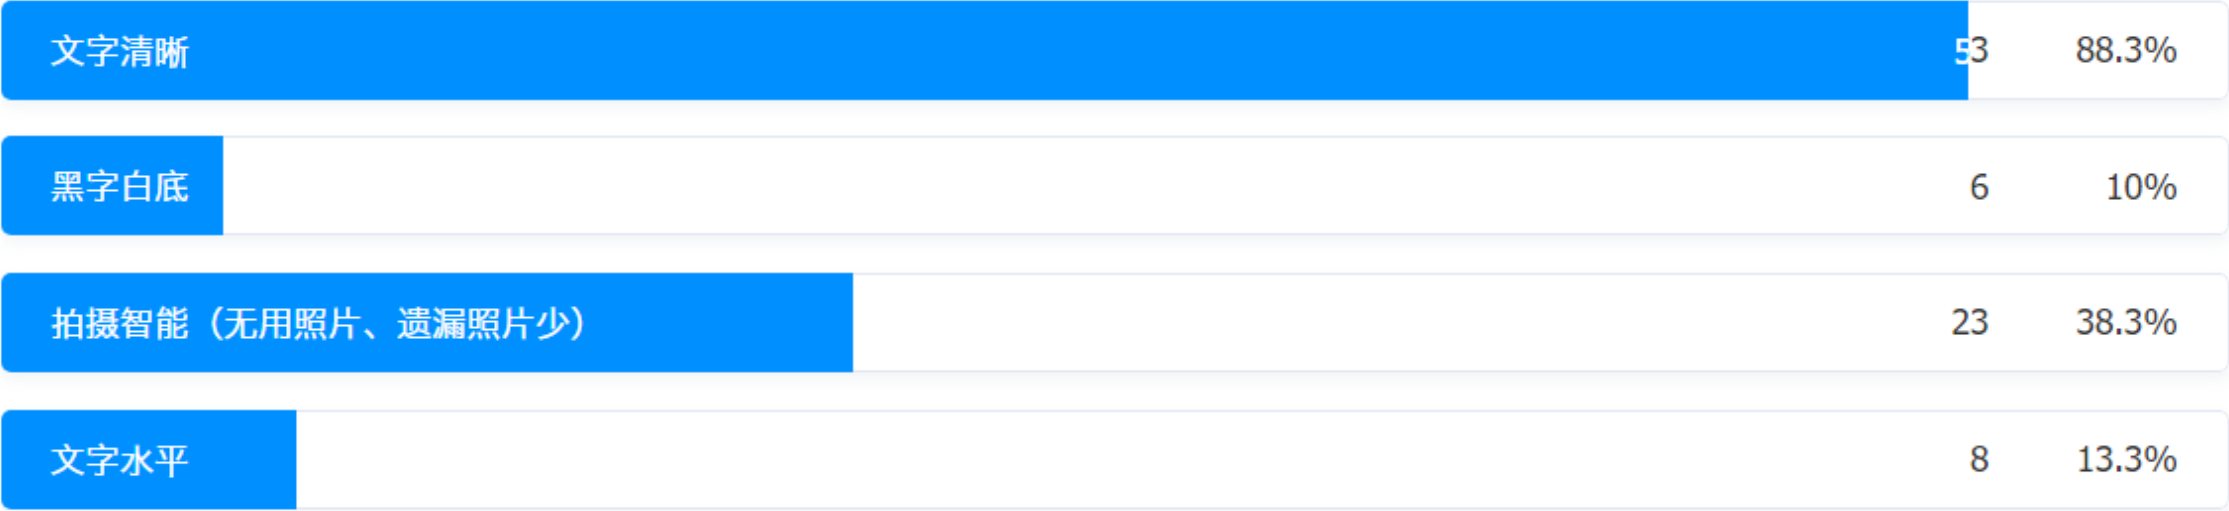 文字清晰 53 88.3%
黑字白底 6 10%
拍摄智能（无用照片、遗漏照片少） 23 38.3%
文字水平 8 13.3%